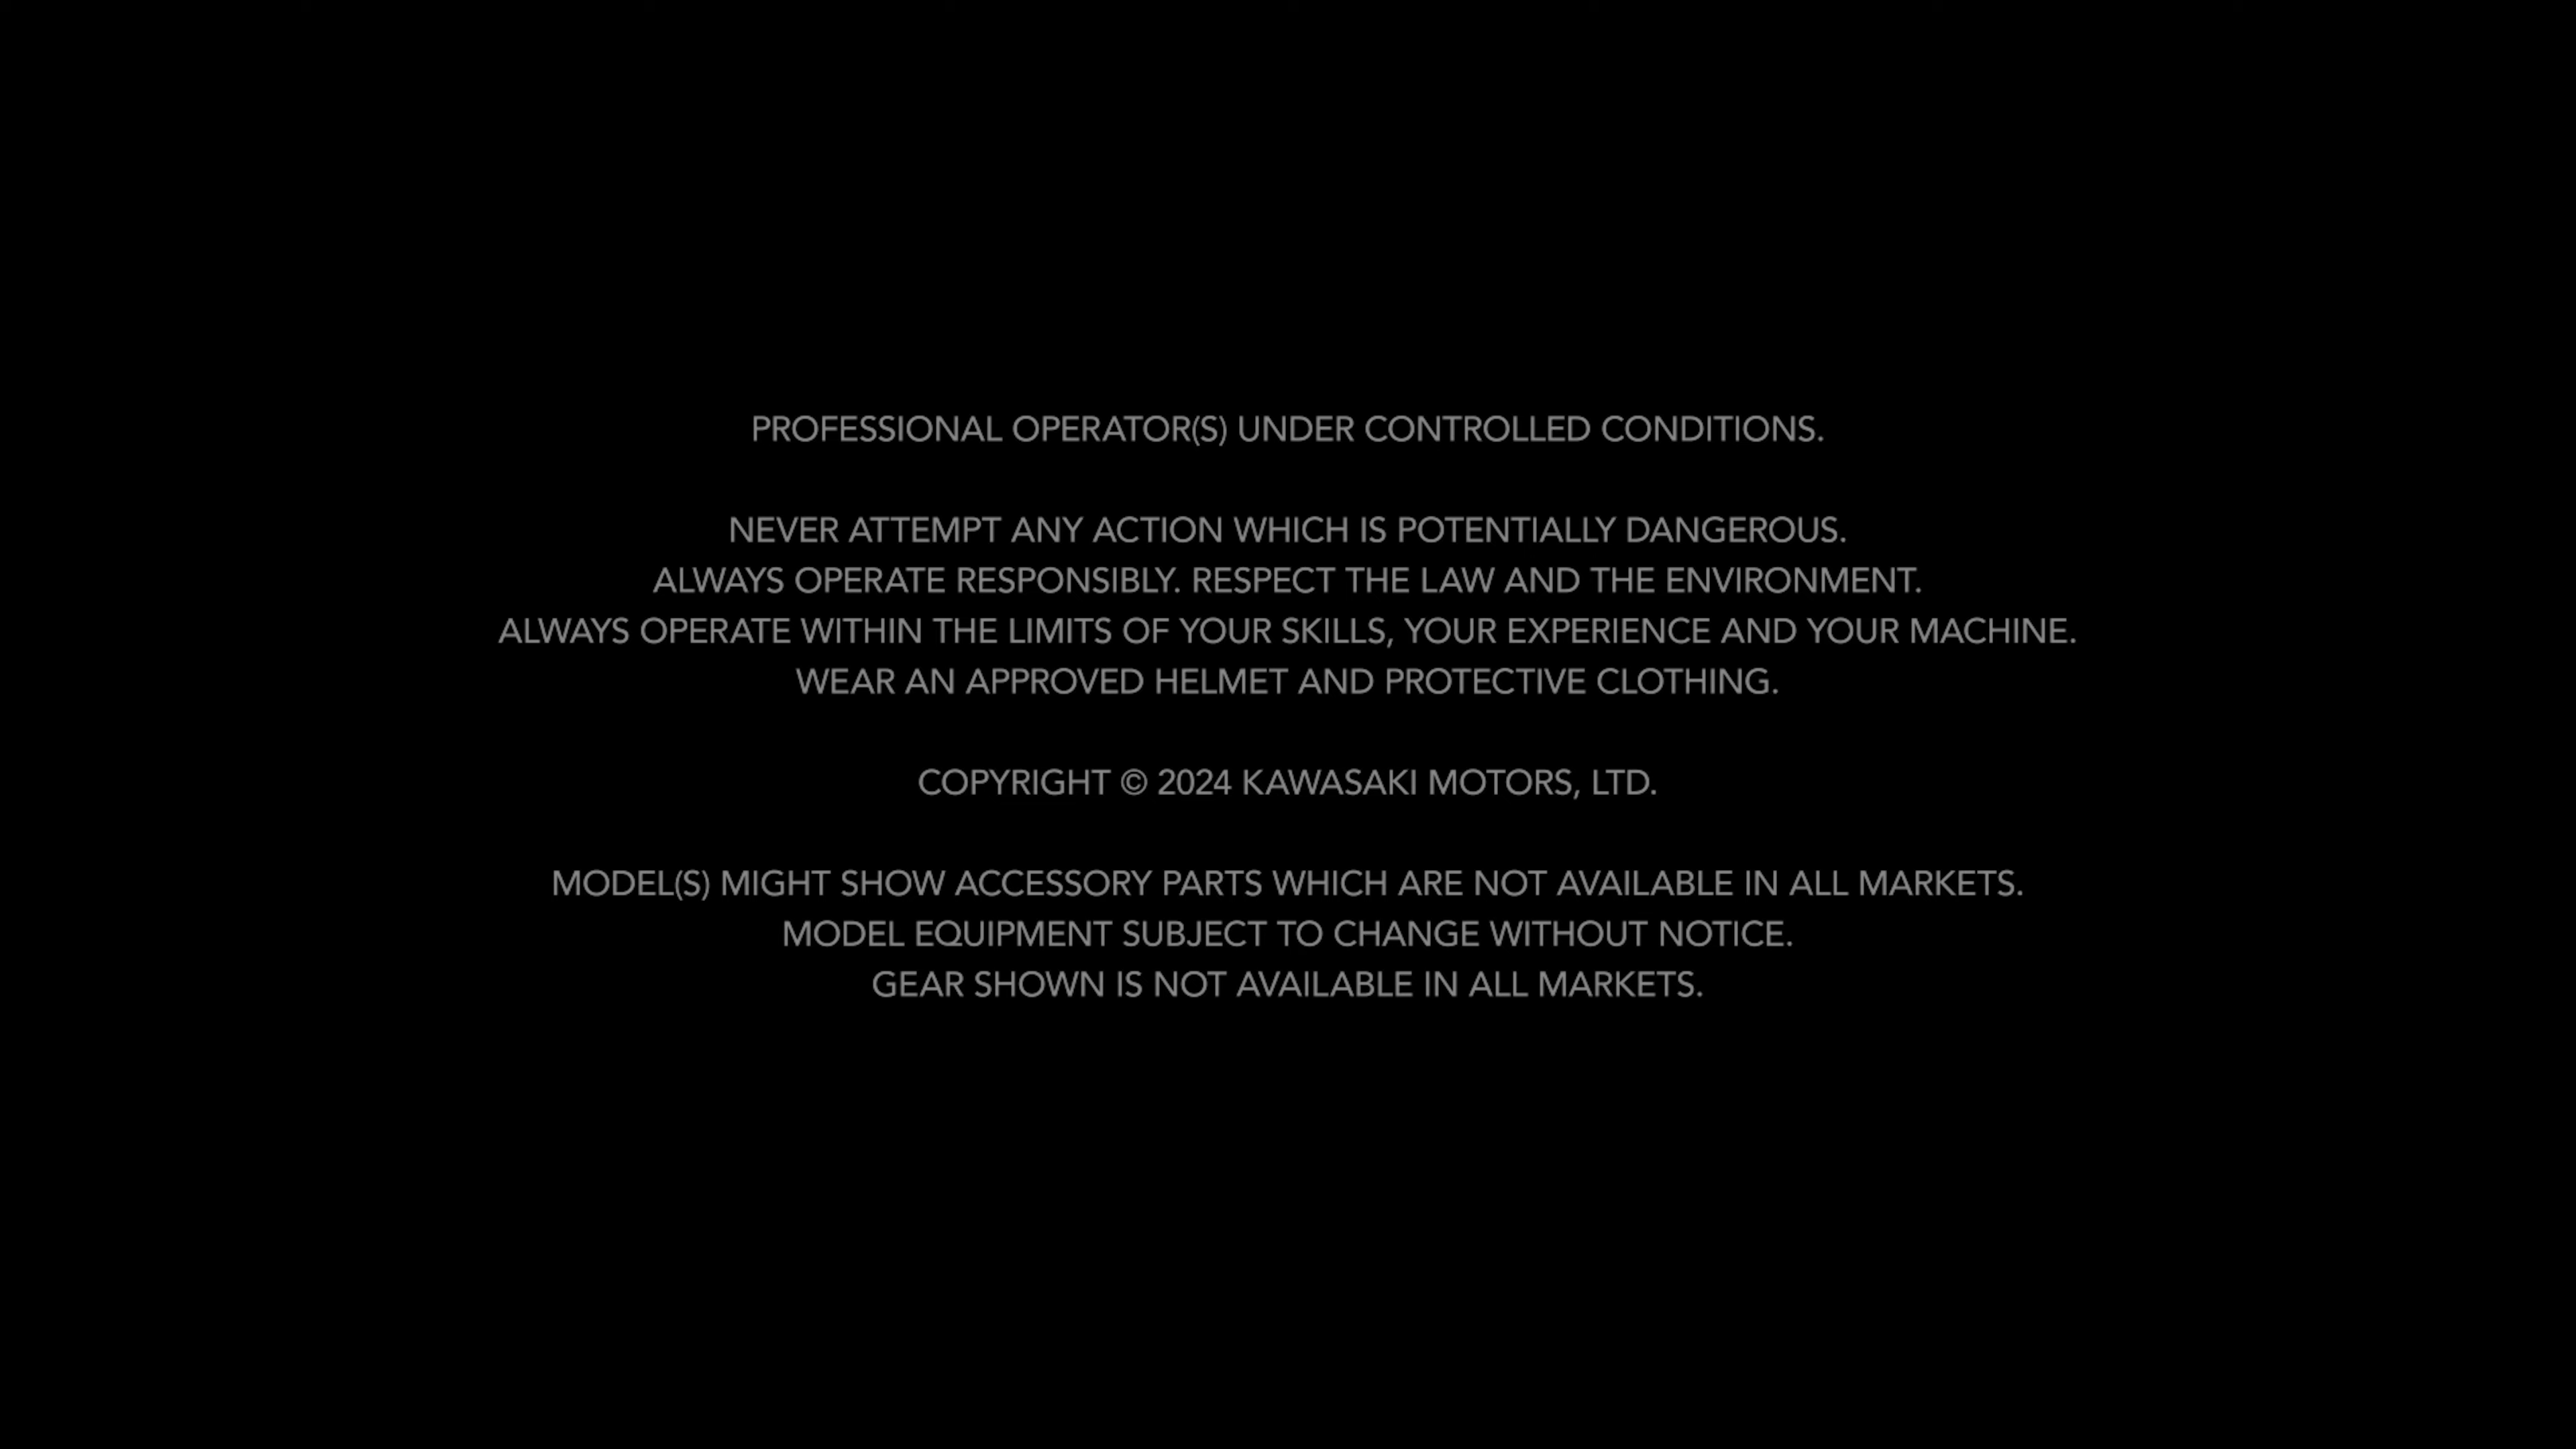 PROFESSIONAL OPERATOR(S) UNDER CONTROLLED CONDITIONS.
NEVER ATTEMPT ANY ACTION WHICH IS POTENTIALLY DANGEROUS.
ALWAYS OPERATE RESPONSIBLY. RESPECT THE LAW AND THE ENVIRONMENT.
ALWAYS OPERATE WITHIN THE LIMITS OF YOUR SKILLS, YOUR EXPERIENCE AND YOUR MACHINE.
WEAR AN APPROVED HELMET AND PROTECTIVE CLOTHING.
COPYRIGHT © 2024 KAWASAKI MOTORS, LTD.
MODEL(S) MIGHT SHOW ACCESSORY PARTS WHICH ARE NOT AVAILABLE IN ALL MARKETS.
MODEL EQUIPMENT SUBJECT TO CHANGE WITHOUT NOTICE.
GEAR SHOWN IS NOT AVAILABLE IN ALL MARKETS.